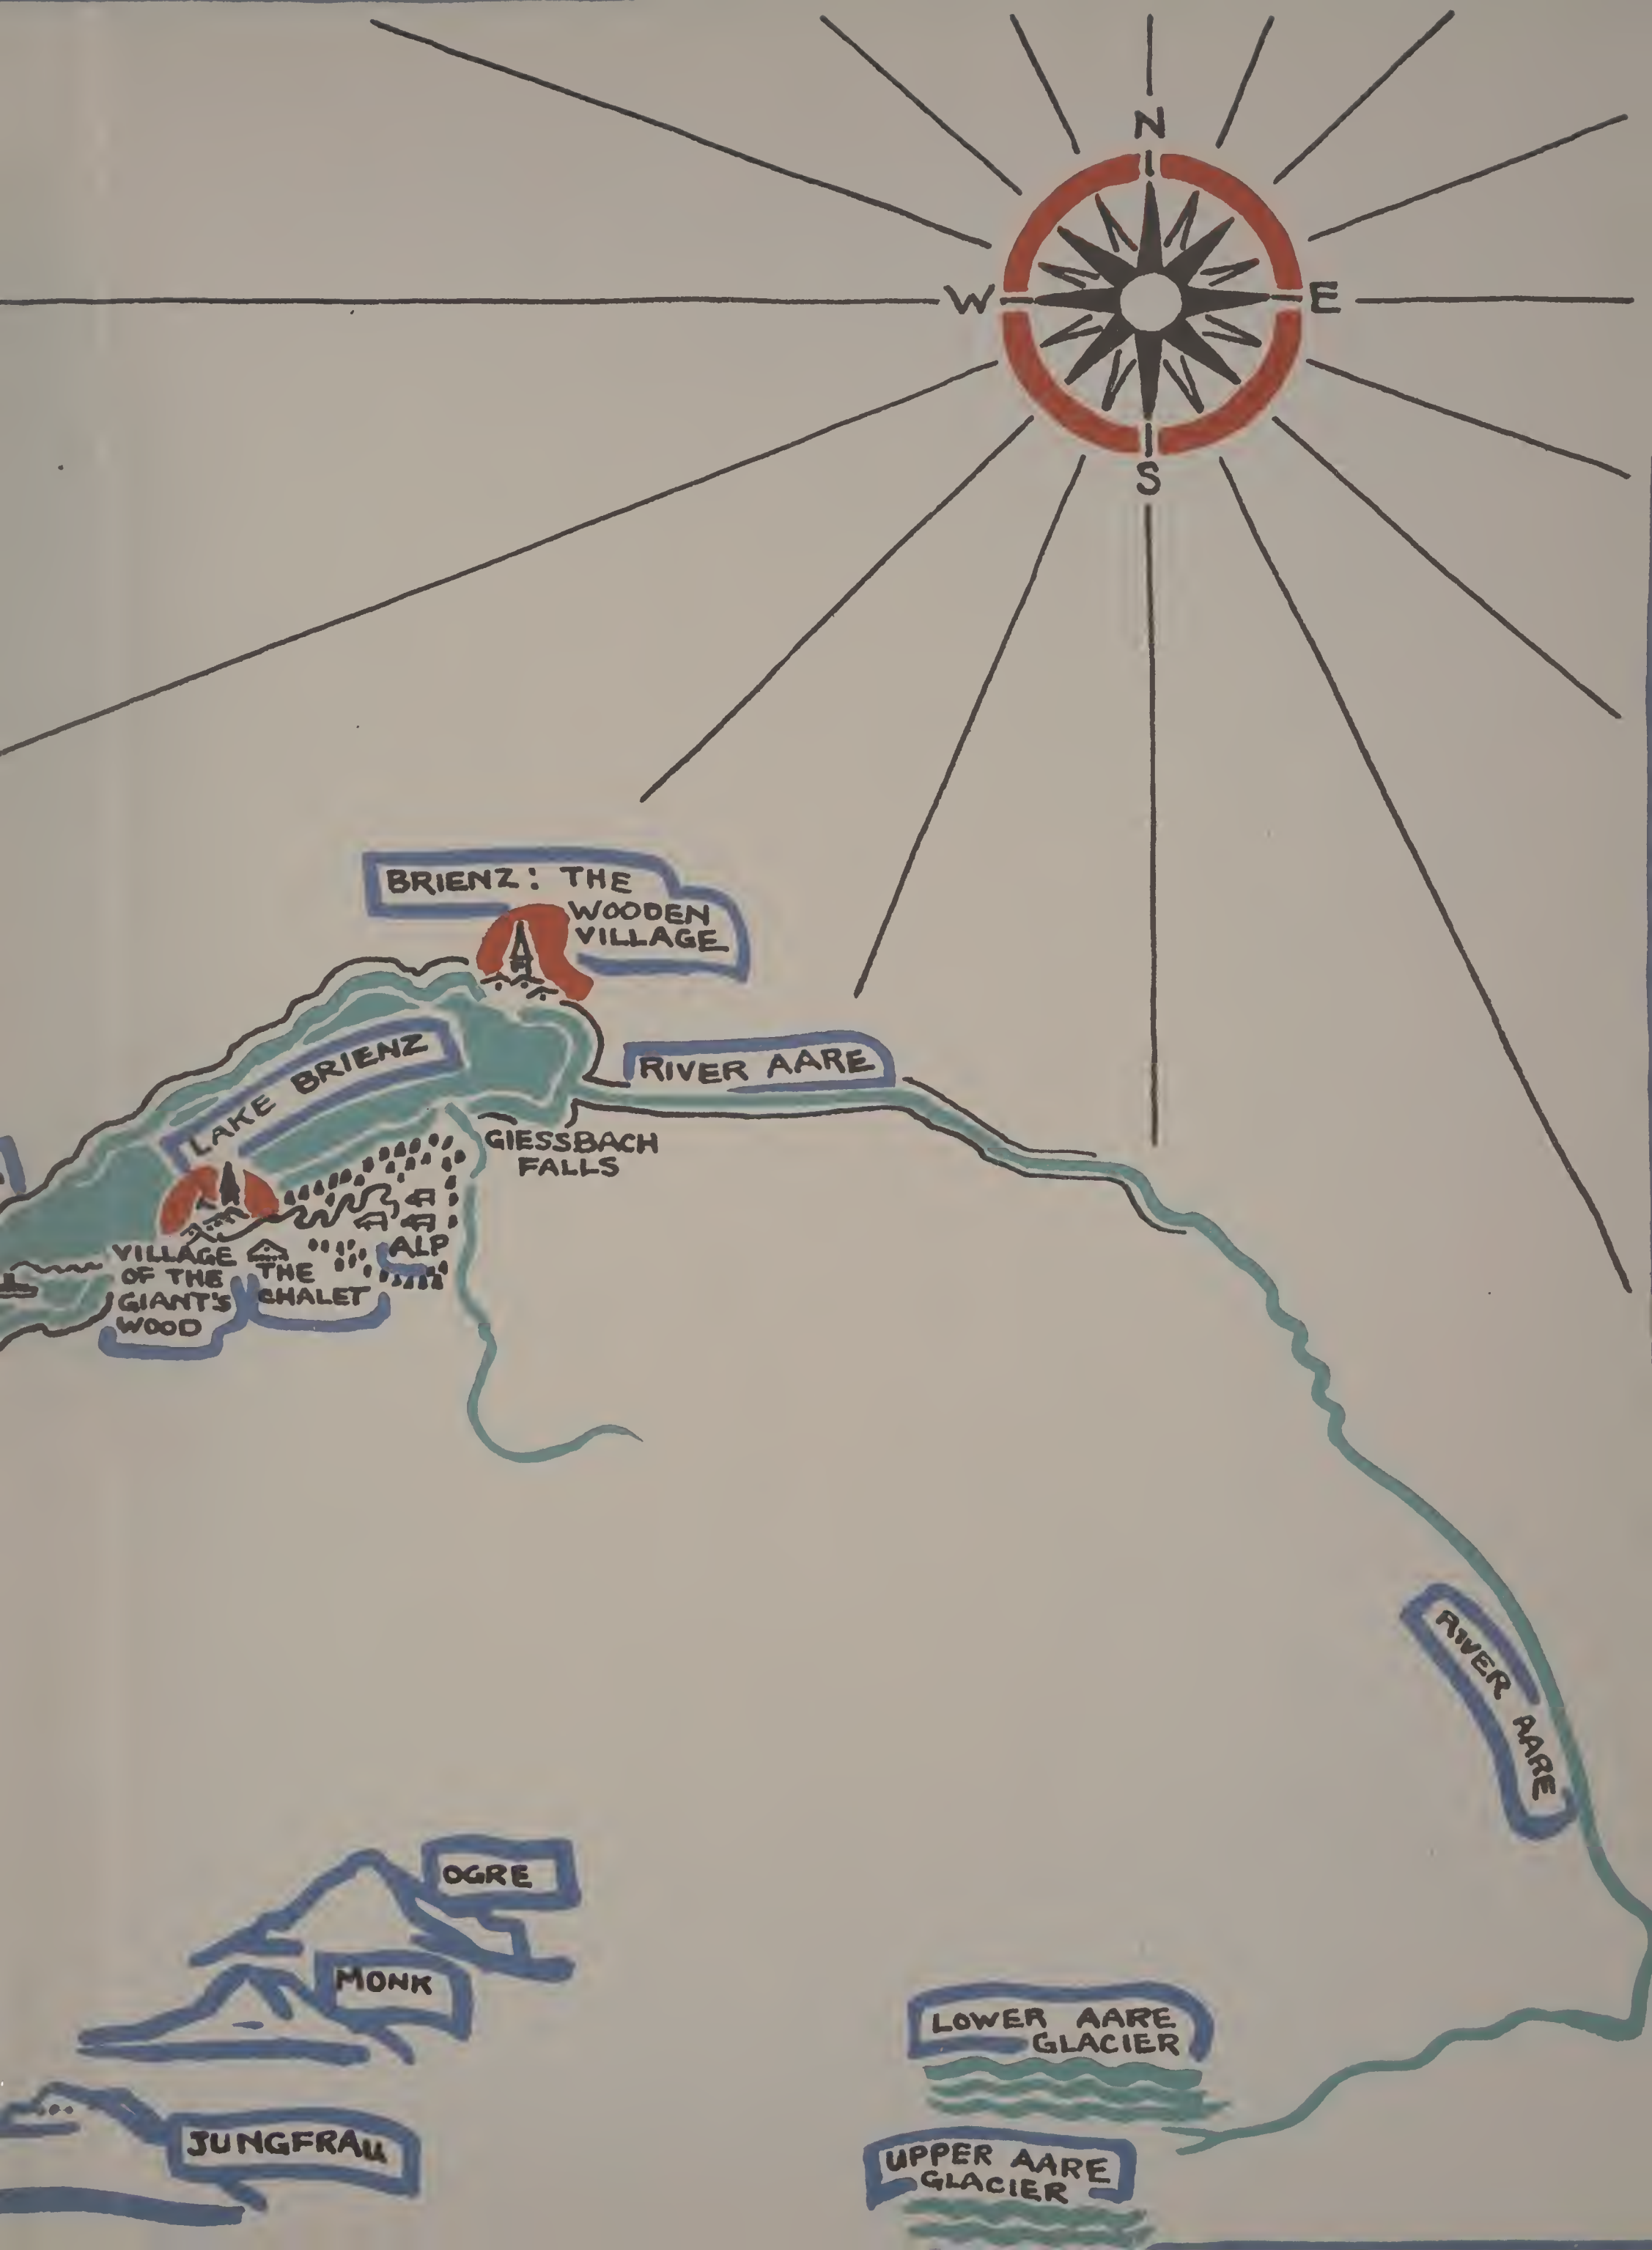 N
W
E
S
BRIENZ: THE
WOODEN
VILLAGE
LAKE BRIENZ
RIVER AARE
GIESSBACH
FALLS
VILLAGE
OF THE
GIANT'S
WOOD
THE
CHALET
ALP
RIVER AARE
OGRE
MONK
JUNGFRAU
LOWER AARE
GLACIER
UPPER AARE
GLACIER